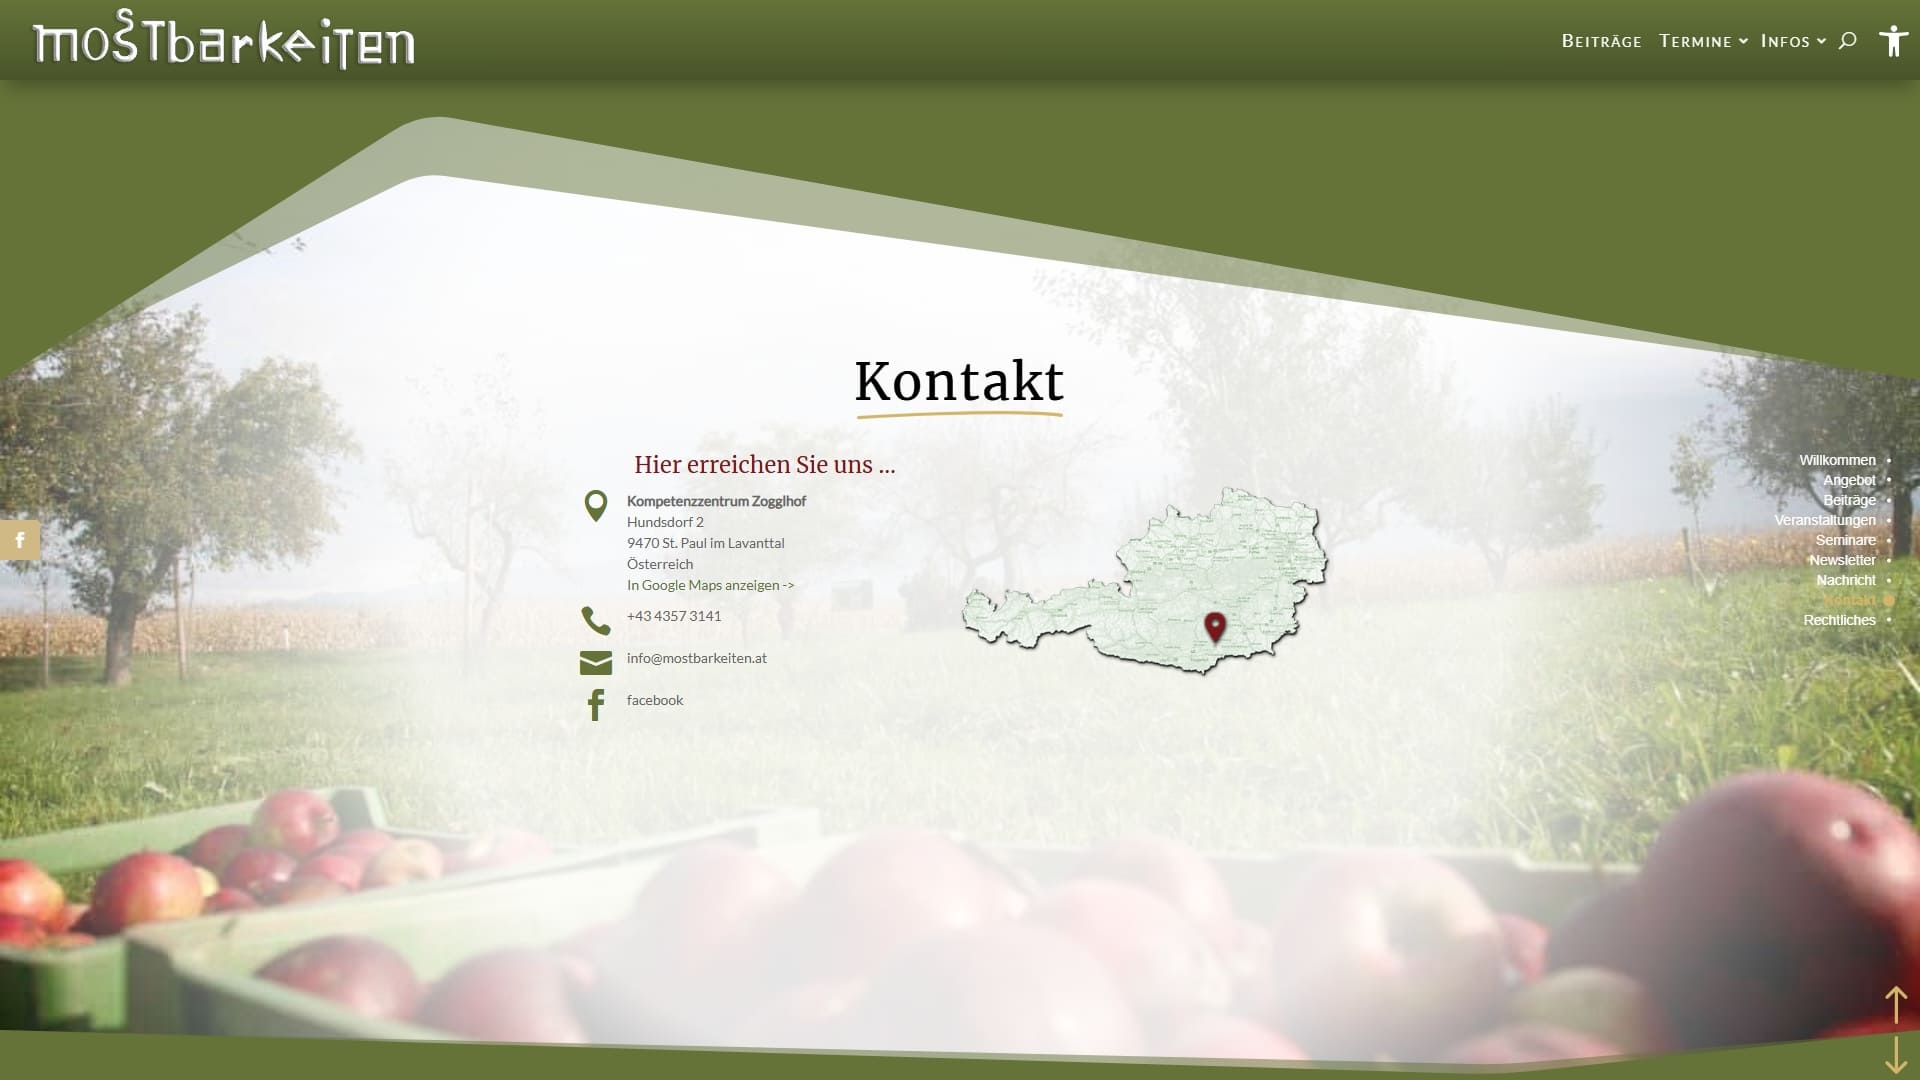 mostbarkeiten
Beiträge Termine Infos
Kontakt
Hier erreichen Sie uns ...
Kompetenzzentrum Zogglhof
Hundsdorf 2
9470 St. Paul im Lavanttal
Österreich
In Google Maps anzeigen ->
+43 4357 3141
info@mostbarkeiten.at
facebook
Willkommen
Angebot
Beiträge
Veranstaltungen
Seminare
Newsletter
Nachricht
Kontakt
Rechtliches